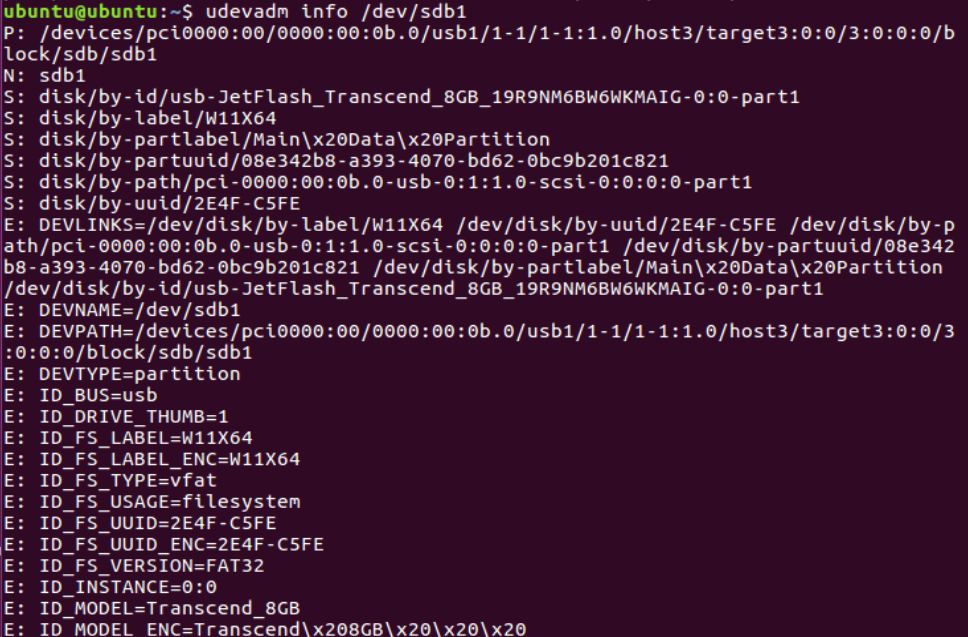 ubuntu@ubuntu:~$ udevadm info /dev/sdb1
P: /devices/pci0000:00/0000:00:0b.0/usb1/1-1/1-1:1.0/host3/target3:0:0/3:0:0:0/b
lock/sdb/sdb1
N: sdb1
S: disk/by-id/usb-JetFlash_Transcend_8GB_19R9NM6BW6WKMAIG-0:0-part1
S: disk/by-label/W11X64
S: disk/by-partlabel/Main\x20Data\x20Partition
S: disk/by-partuuid/08e342b8-a393-4070-bd62-0bc9b201c821
S: disk/by-path/pci-0000:00:0b.0-usb-0:1:1.0-scsi-0:0:0:0-part1
S: disk/by-uuid/2E4F-C5FE
E: DEVLINKS=/dev/disk/by-label/W11X64 /dev/disk/by-uuid/2E4F-C5FE /dev/disk/by-p
ath/pci-0000:00:0b.0-usb-0:1:1.0-scsi-0:0:0:0-part1 /dev/disk/by-partuuid/08e342
b8-a393-4070-bd62-0bc9b201c821 /dev/disk/by-partlabel/Main\x20Data\x20Partition
/dev/disk/by-id/usb-JetFlash_Transcend_8GB_19R9NM6BW6WKMAIG-0:0-part1
E: DEVNAME=/dev/sdb1
E: DEVPATH=/devices/pci0000:00/0000:00:0b.0/usb1/1-1/1-1:1.0/host3/target3:0:0/3
:0:0:0/block/sdb/sdb1
E: DEVTYPE=partition
E: ID_BUS=usb
E: ID_DRIVE_THUMB=1
E: ID_FS_LABEL=W11X64
E: ID_FS_LABEL_ENC=W11X64
E: ID_FS_TYPE=vfat
E: ID_FS_USAGE=filesystem
E: ID_FS_UUID=2E4F-C5FE
E: ID_FS_UUID_ENC=2E4F-C5FE
E: ID_FS_VERSION=FAT32
E: ID_INSTANCE=0:0
E: ID_MODEL=Transcend_8GB
E: ID_MODEL_ENC=Transcend\x208GB\x20\x20\x20